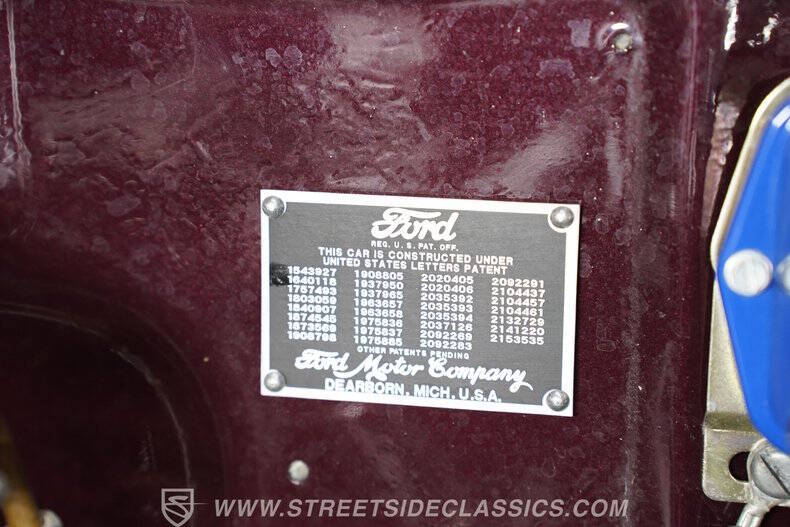 Ford
REG. U. S. PAT. OFF.
THIS CAR IS CONSTRUCTED UNDER
UNITED STATES LETTERS PATENT
1543927 1908805 2020405 2092291
1640118 1937950 2020406 2104437
1757493 1937965 2035392 2104457
1803059 1963657 2035393 2104461
1840907 1963658 2035394 2132729
1874545 1975836 2037126 2141220
1873569 1975837 2092269 2153535
1908798 1975885 2092283
OTHER PATENTS PENDING
Ford Motor Company
DEARBORN, MICH, U.S.A.
WWW.STREETSIDECLASSICS.COM